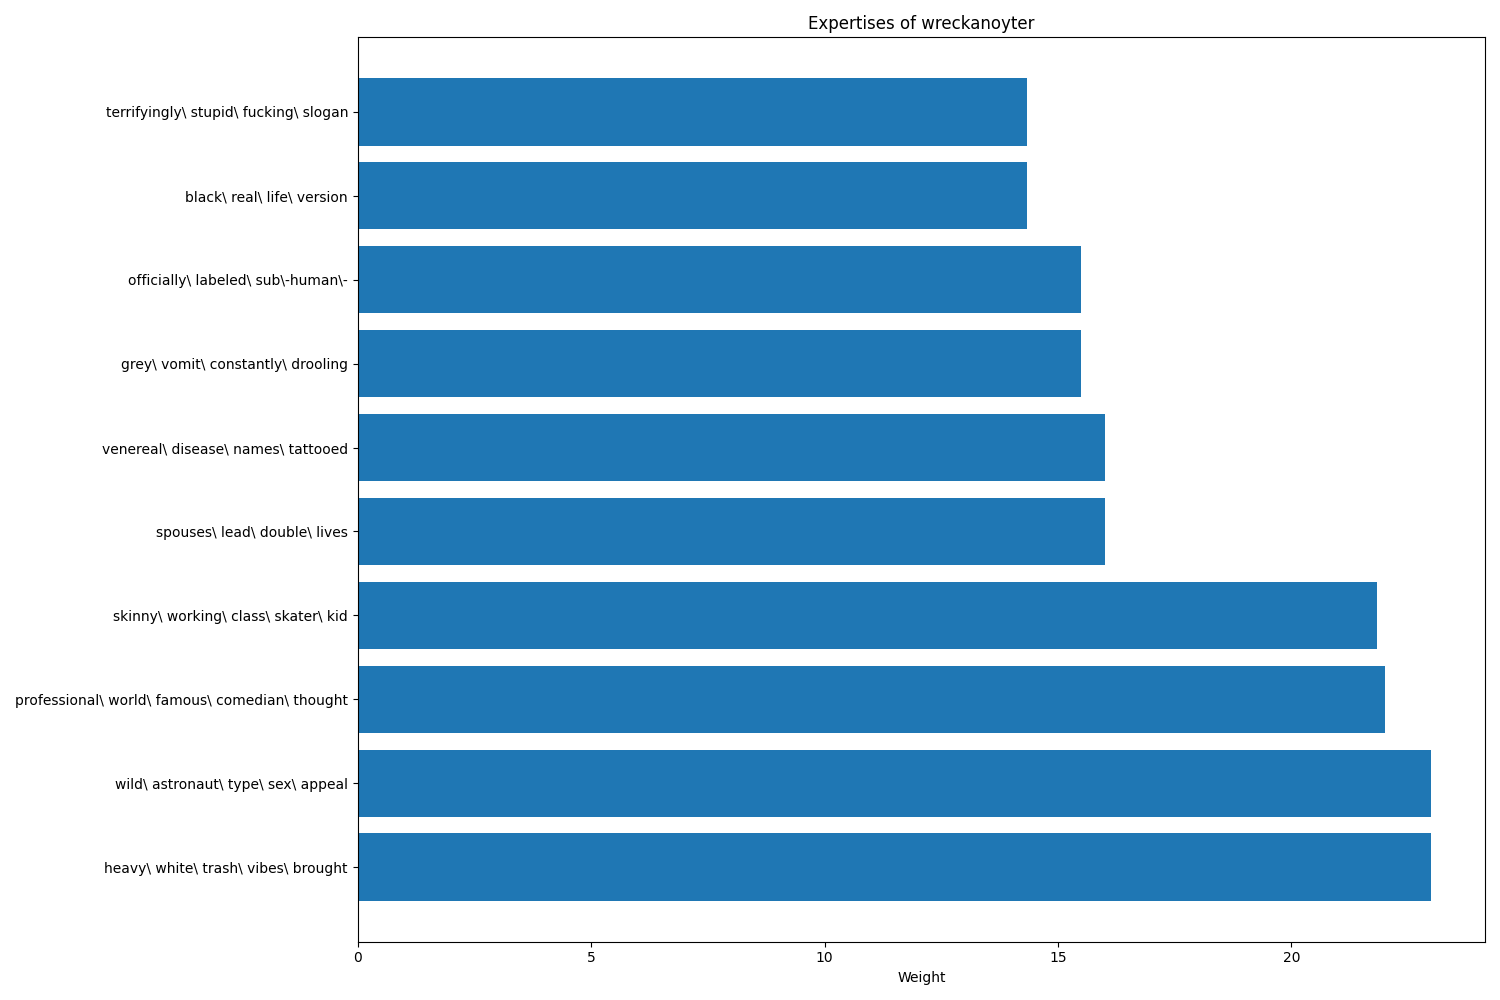 Expertises of wreckanoyter
terrifyingly\ stupid\ fucking\ slogan
black\ real\ life\ version
officially\ labeled\ sub\-human\-
grey\ vomit\ constantly\ drooling
venereal\ disease\ names\ tattooed
spouses\ lead\ double\ lives
skinny\ working\ class\ skater\ kid
professional\ world\ famous\ comedian\ thought
wild\ astronaut\ type\ sex\ appeal
heavy\ white\ trash\ vibes\ brought
0 5 10 15 20
Weight